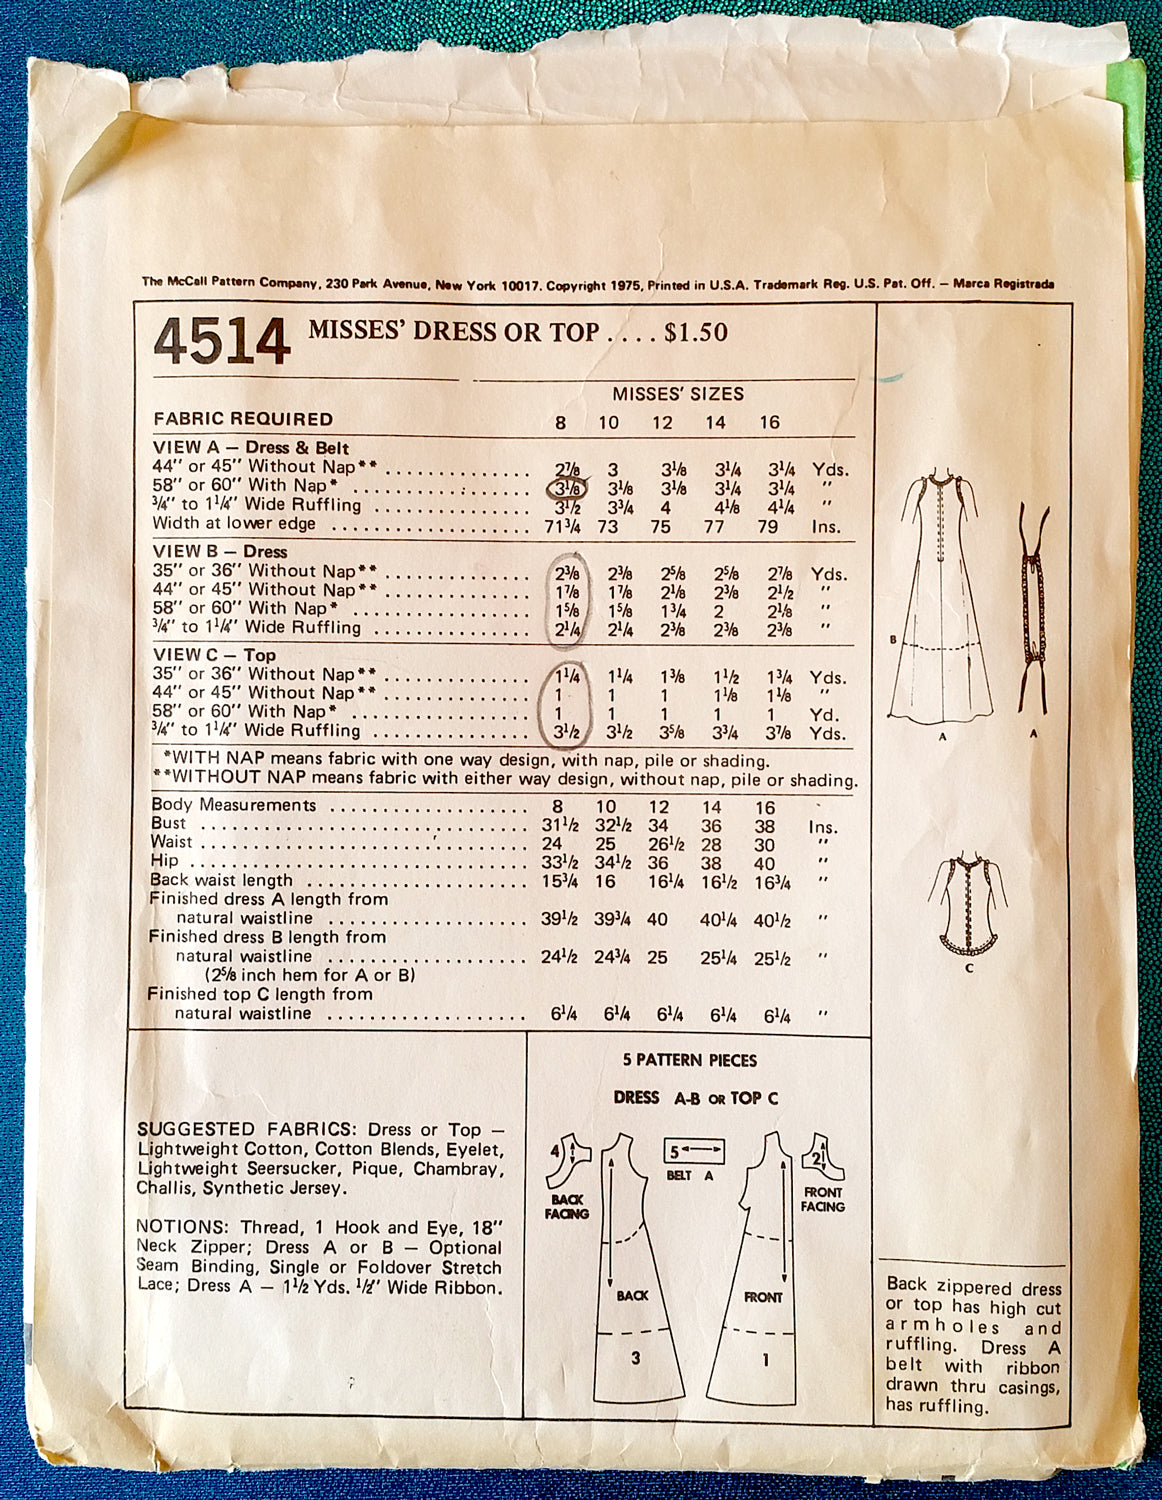 The McCall Pattern Company, 230 Park Avenue, New York 10017. Copyright 1975, Printed in U.S.A. Trademark Reg. U.S. Pat. Off. — Marca Registrada
4514 MISSES' DRESS OR TOP .... $1.50
MISSES' SIZES
FABRIC REQUIRED 8 10 12 14 16
VIEW A — Dress & Belt
44" or 45" Without Nap** .............. 2⅞ 3 3⅛ 3¼ 3¼ Yds.
58" or 60" With Nap* .............. 3⅛ 3⅛ 3⅛ 3¼ 3¼ "
¾" to 1¼" Wide Ruffling ............ 3½ 3¾ 4 4⅛ 4¼ "
Width at lower edge ................ 71¾ 73 75 77 79 Ins.
VIEW B — Dress
35" or 36" Without Nap** .............. 2⅜ 2⅜ 2⅝ 2⅝ 2⅞ Yds.
44" or 45" Without Nap** .............. 1⅞ 1⅞ 2⅛ 2⅜ 2½ "
58" or 60" With Nap* .............. 1⅝ 1⅝ 1¾ 2 2⅛ "
¾" to 1¼" Wide Ruffling ............ 2¼ 2¼ 2⅜ 2⅜ 2⅜ "
VIEW C — Top
35" or 36" Without Nap** .............. 1¼ 1¼ 1⅜ 1½ 1¾ Yds.
44" or 45" Without Nap** .............. 1 1 1 1⅛ 1⅛ "
58" or 60" With Nap* .............. 1 1 1 1 1 Yd.
¾" to 1¼" Wide Ruffling ............ 3½ 3½ 3⅝ 3¾ 3⅞ Yds.
*WITH NAP means fabric with one way design, with nap, pile or shading.
**WITHOUT NAP means fabric with either way design, without nap, pile or shading.
Body Measurements ................ 8 10 12 14 16
Bust .......................... 31½ 32½ 34 36 38 Ins.
Waist .......................... 24 25 26½ 28 30 "
Hip .......................... 33½ 34½ 36 38 40 "
Back waist length ................. 15¾ 16 16¼ 16½ 16¾ "
Finished dress A length from
natural waistline ................ 39½ 39¾ 40 40¼ 40½ "
Finished dress B length from
natural waistline ................ 24½ 24¾ 25 25¼ 25½ "
(2⅝ inch hem for A or B)
Finished top C length from
natural waistline ................ 6¼ 6¼ 6¼ 6¼ 6¼ "
B
A
A
C
SUGGESTED FABRICS: Dress or Top —
Lightweight Cotton, Cotton Blends, Eyelet,
Lightweight Seersucker, Pique, Chambray,
Challis, Synthetic Jersey.
NOTIONS: Thread, 1 Hook and Eye, 18"
Neck Zipper; Dress A or B — Optional
Seam Binding, Single or Foldover Stretch
Lace; Dress A — 1½ Yds. ½" Wide Ribbon.
5 PATTERN PIECES
DRESS A-B OR TOP C
4
BACK
FACING
5
BELT A
2
FRONT
FACING
BACK
3
FRONT
1
Back zippered dress
or top has high cut
armholes and
ruffling. Dress A
belt with ribbon
drawn thru casings,
has ruffling.